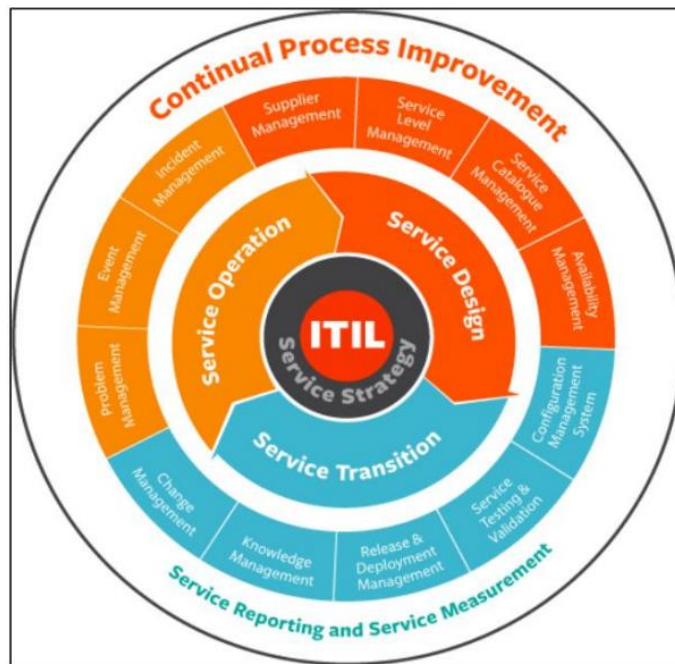 Continual Process Improvement
Supplier
Management
Service
Level
Management
Service
Catalogue
Management
Availability
Management
Configuration
Management
System
Service
Testing &
Validation
Release &
Deployment
Management
Knowledge
Management
Change
Management
Problem
Management
Event
Management
Incident
Management
Service Design
Service Transition
Service Operation
ITIL
Service Strategy
Service Reporting and Service Measurement